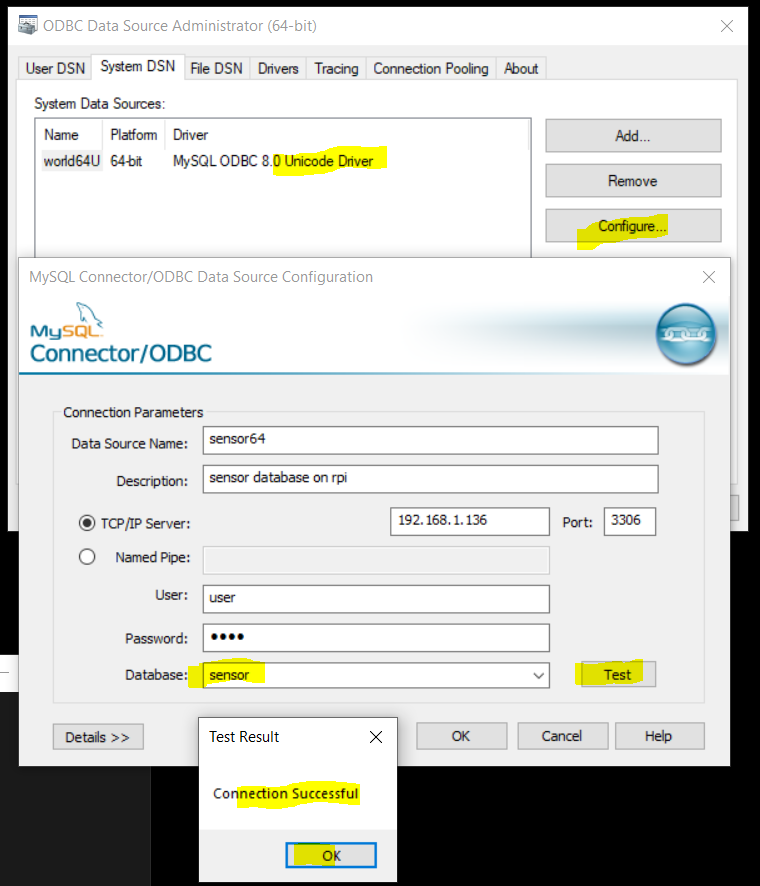 ODBC Data Source Administrator (64-bit)
User DSN System DSN File DSN Drivers Tracing Connection Pooling About
System Data Sources:
Name Platform Driver
world64U 64-bit MySQL ODBC 8.0 Unicode Driver
Add...
Remove
Configure...
MySQL Connector/ODBC Data Source Configuration
MySQL
Connector/ODBC
Connection Parameters
Data Source Name: sensor64
Description: sensor database on rpi
TCP/IP Server: 192.168.1.136 Port: 3306
Named Pipe:
User: user
Password: ••••
Database: sensor Test
Details >> OK Cancel Help
Test Result
Connection Successful
OK